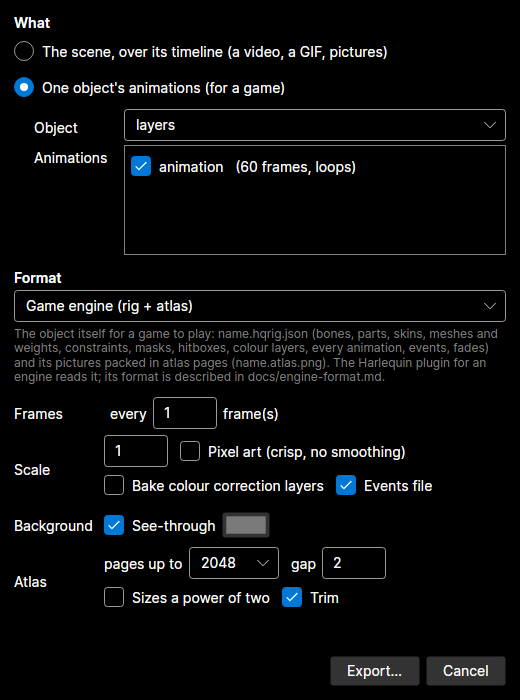 What
The scene, over its timeline (a video, a GIF, pictures)
One object's animations (for a game)
Object layers
Animations
animation (60 frames, loops)
Format
Game engine (rig + atlas)
The object itself for a game to play: name.hqrig.json (bones, parts, skins, meshes and
weights, constraints, masks, hitboxes, colour layers, every animation, events, fades)
and its pictures packed in atlas pages (name.atlas.png). The Harlequin plugin for an
engine reads it; its format is described in docs/engine-format.md.
Frames every 1 frame(s)
Scale
1 Pixel art (crisp, no smoothing)
Bake colour correction layers Events file
Background See-through
Atlas
pages up to 2048 gap 2
Sizes a power of two Trim
Export... Cancel